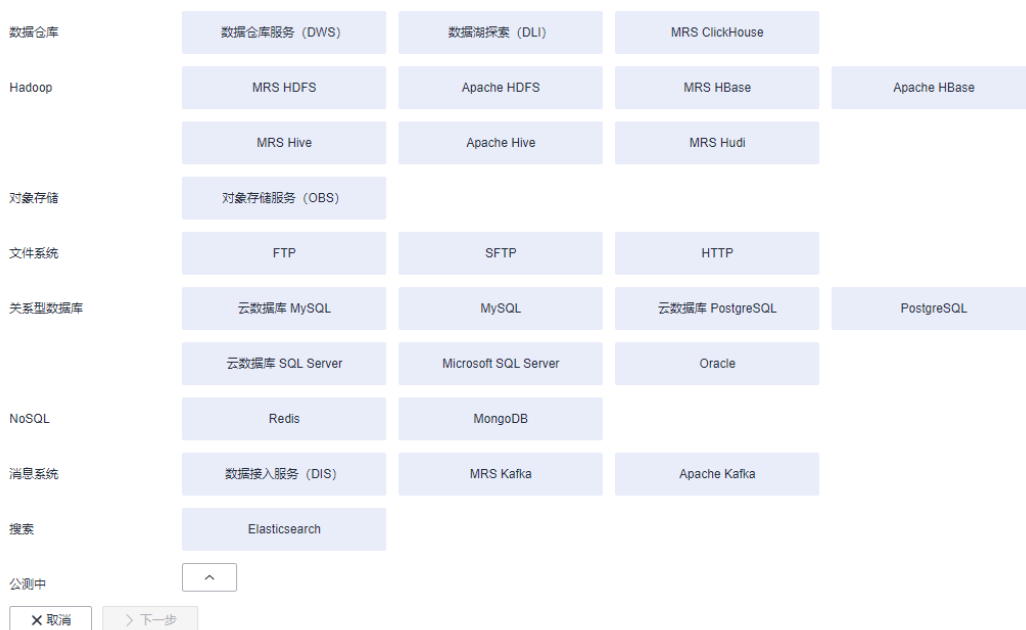 数据仓库 数据仓库服务（DWS） 数据湖探索（DLI） MRS ClickHouse
Hadoop MRS HDFS Apache HDFS MRS HBase Apache HBase
MRS Hive Apache Hive MRS Hudi
对象存储 对象存储服务（OBS）
文件系统 FTP SFTP HTTP
关系型数据库 云数据库 MySQL MySQL 云数据库 PostgreSQL PostgreSQL
云数据库 SQL Server Microsoft SQL Server Oracle
NoSQL Redis MongoDB
消息系统 数据接入服务（DIS） MRS Kafka Apache Kafka
搜索 Elasticsearch
公测中
取消 下一步